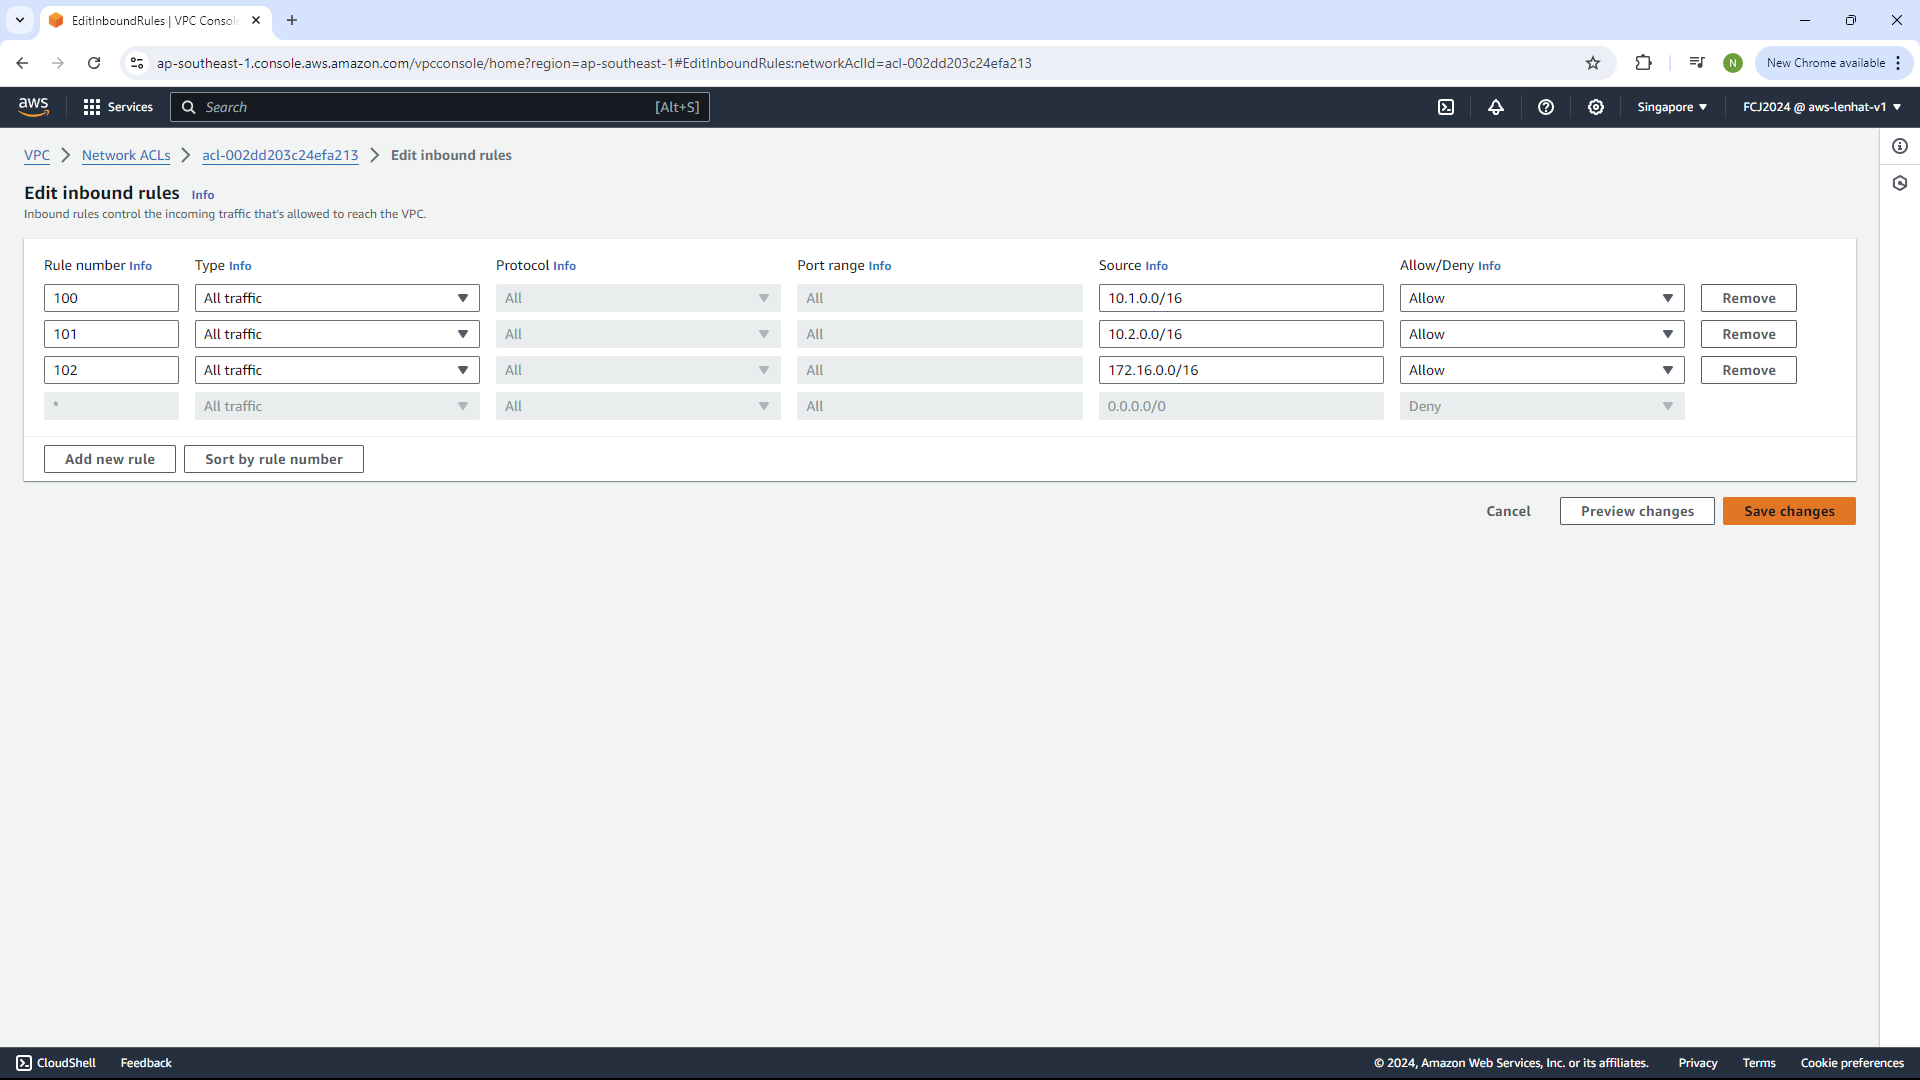 EditInboundRules | VPC Consol
ap-southeast-1.console.aws.amazon.com/vpcconsole/home?region=ap-southeast-1#EditInboundRules:networkAclId=acl-002dd203c24efa213
N
New Chrome available
aws
Services
Search
[Alt+S]
Singapore
FCJ2024 @ aws-lenhat-v1
VPC
Network ACLs
acl-002dd203c24efa213
Edit inbound rules
Edit inbound rules Info
Inbound rules control the incoming traffic that's allowed to reach the VPC.
Rule number Info Type Info Protocol Info Port range Info Source Info Allow/Deny Info
100 All traffic All All 10.1.0.0/16 Allow Remove
101 All traffic All All 10.2.0.0/16 Allow Remove
102 All traffic All All 172.16.0.0/16 Allow Remove
* All traffic All All 0.0.0.0/0 Deny
Add new rule Sort by rule number
Cancel Preview changes Save changes
CloudShell Feedback © 2024, Amazon Web Services, Inc. or its affiliates. Privacy Terms Cookie preferences